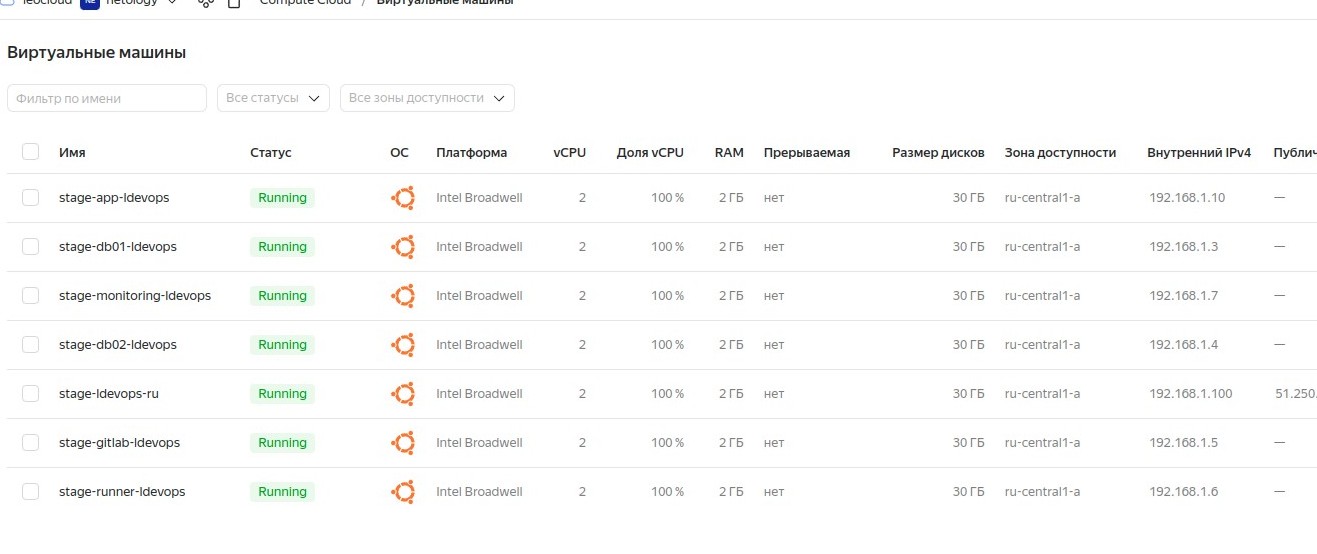 leocloud NE netology Compute Cloud / Виртуальные машины
Виртуальные машины
Фильтр по имени Все статусы Все зоны доступности
Имя Статус ОС Платформа vCPU Доля vCPU RAM Прерываемая Размер дисков Зона доступности Внутренний IPv4 Публич
stage-app-ldevops Running Intel Broadwell 2 100 % 2 ГБ нет 30 ГБ ru-central1-a 192.168.1.10 —
stage-db01-ldevops Running Intel Broadwell 2 100 % 2 ГБ нет 30 ГБ ru-central1-a 192.168.1.3 —
stage-monitoring-ldevops Running Intel Broadwell 2 100 % 2 ГБ нет 30 ГБ ru-central1-a 192.168.1.7 —
stage-db02-ldevops Running Intel Broadwell 2 100 % 2 ГБ нет 30 ГБ ru-central1-a 192.168.1.4 —
stage-ldevops-ru Running Intel Broadwell 2 100 % 2 ГБ нет 30 ГБ ru-central1-a 192.168.1.100 51.250.
stage-gitlab-ldevops Running Intel Broadwell 2 100 % 2 ГБ нет 30 ГБ ru-central1-a 192.168.1.5 —
stage-runner-ldevops Running Intel Broadwell 2 100 % 2 ГБ нет 30 ГБ ru-central1-a 192.168.1.6 —